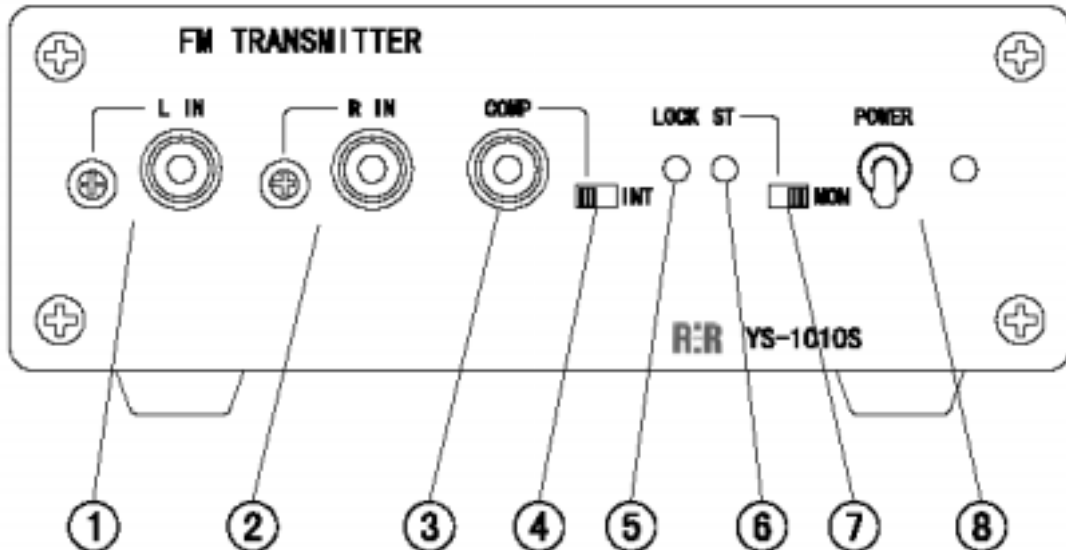 FM TRANSMITTER
L IN R IN COMP LOCK ST POWER
INT MON
R:R YS-1010S
1 2 3 4 5 6 7 8